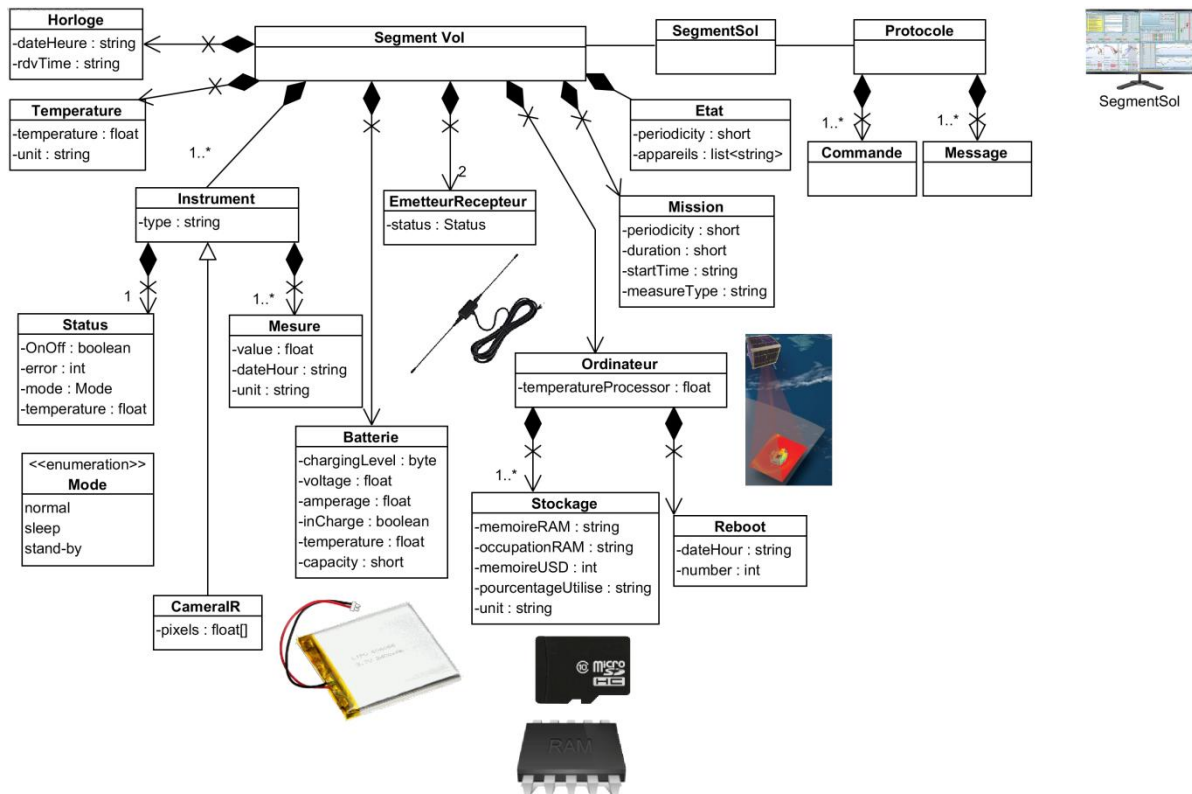 Horloge
-dateHeure : string
-rdvTime : string
Segment Vol
SegmentSol
Protocole
SegmentSol
Temperature
-temperature : float
-unit : string
Etat
-periodicity : short
-appareils : list<string>
1..*
1..*
Commande
Message
1..*
Instrument
-type : string
2
EmetteurRecepteur
-status : Status
Mission
-periodicity : short
-duration : short
-startTime : string
-measureType : string
1
1..*
Status
-OnOff : boolean
-error : int
-mode : Mode
-temperature : float
Mesure
-value : float
-dateHour : string
-unit : string
Ordinateur
-temperatureProcessor : float
<<enumeration>>
Mode
normal
sleep
stand-by
Batterie
-chargingLevel : byte
-voltage : float
-amperage : float
-inCharge : boolean
-temperature : float
-capacity : short
1..*
Stockage
-memoireRAM : string
-occupationRAM : string
-memoireUSD : int
-pourcentageUtilise : string
-unit : string
Reboot
-dateHour : string
-number : int
CameraIR
-pixels : float[]
10
micro
SD
HC
RAM